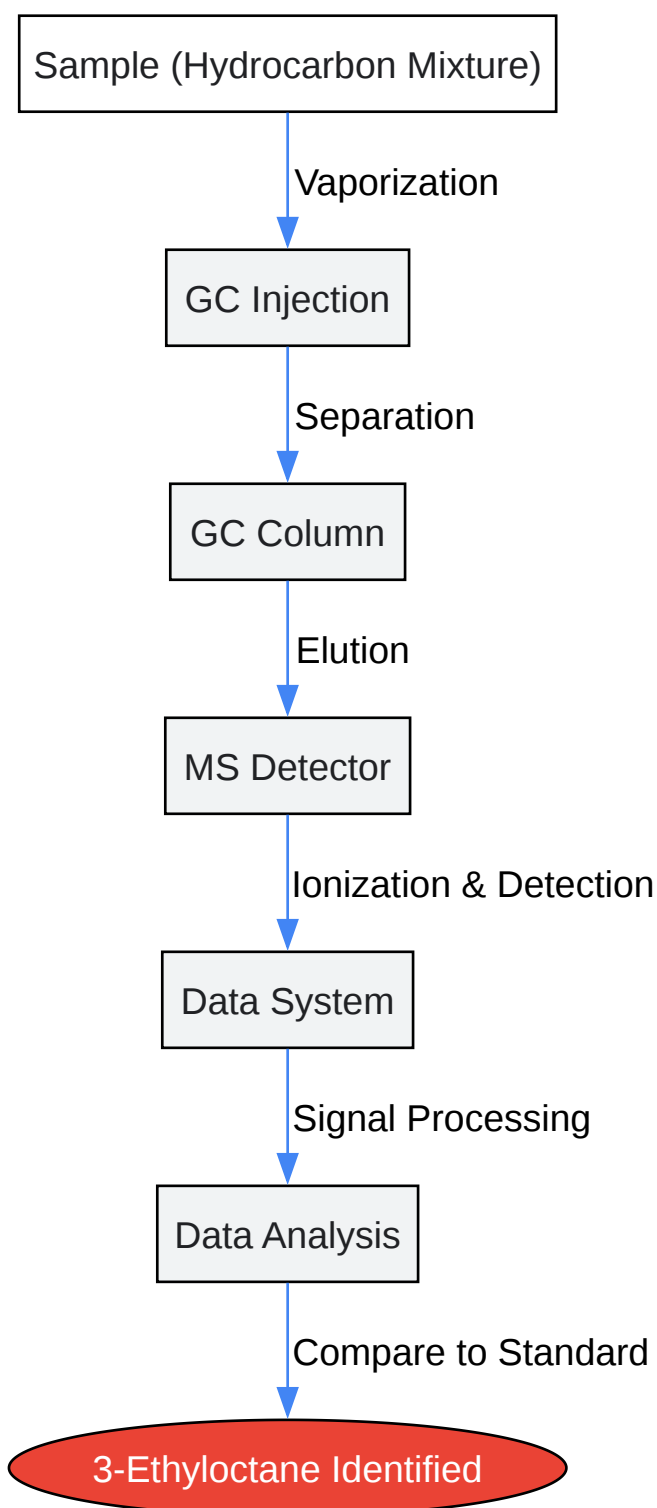 Sample (Hydrocarbon Mixture)
Vaporization
GC Injection
Separation
GC Column
Elution
MS Detector
Ionization & Detection
Data System
Signal Processing
Data Analysis
Compare to Standard
3-Ethyloctane Identified